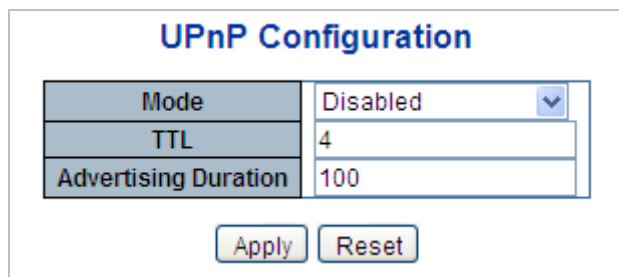 UPnP Configuration
Mode Disabled
TTL 4
Advertising Duration 100
Apply Reset